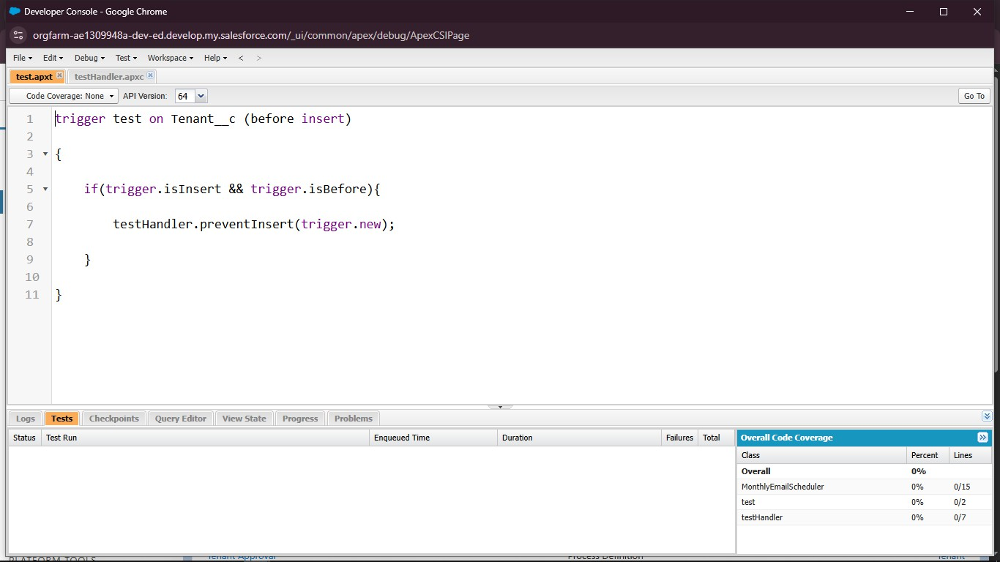 Developer Console - Google Chrome
orgfarm-ae1309948a-dev-ed.develop.my.salesforce.com/_ui/common/apex/debug/ApexCSIPage
File Edit Debug Test Workspace Help < >
test.apxt testHandler.apxc
Code Coverage: None API Version: 64 Go To
1 trigger test on Tenant__c (before insert)
2
3 {
4
5 if(trigger.isInsert && trigger.isBefore){
6
7 testHandler.preventInsert(trigger.new);
8
9 }
10
11 }
Logs Tests Checkpoints Query Editor View State Progress Problems
Status Test Run Enqueued Time Duration Failures Total
Overall Code Coverage
Class Percent Lines
Overall 0%
MonthlyEmailScheduler 0% 0/15
test 0% 0/2
testHandler 0% 0/7
PLATFORM TOOLS Tenant Approval Process Definition Tenant